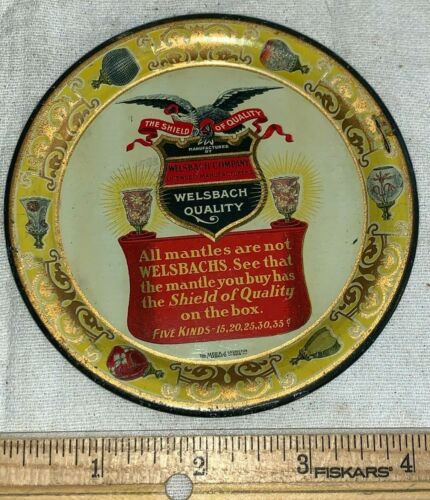 THE SHIELD OF QUALITY
MANUFACTURED
BY
WELSBACH COMPANY
WELSBACH
QUALITY
All mantles are not
WELSBACHS. See that
the mantle you buy has
the Shield of Quality
on the box.
FIVE KINDS-15,20,25,30,35¢
1 2 3 4
FISKARS